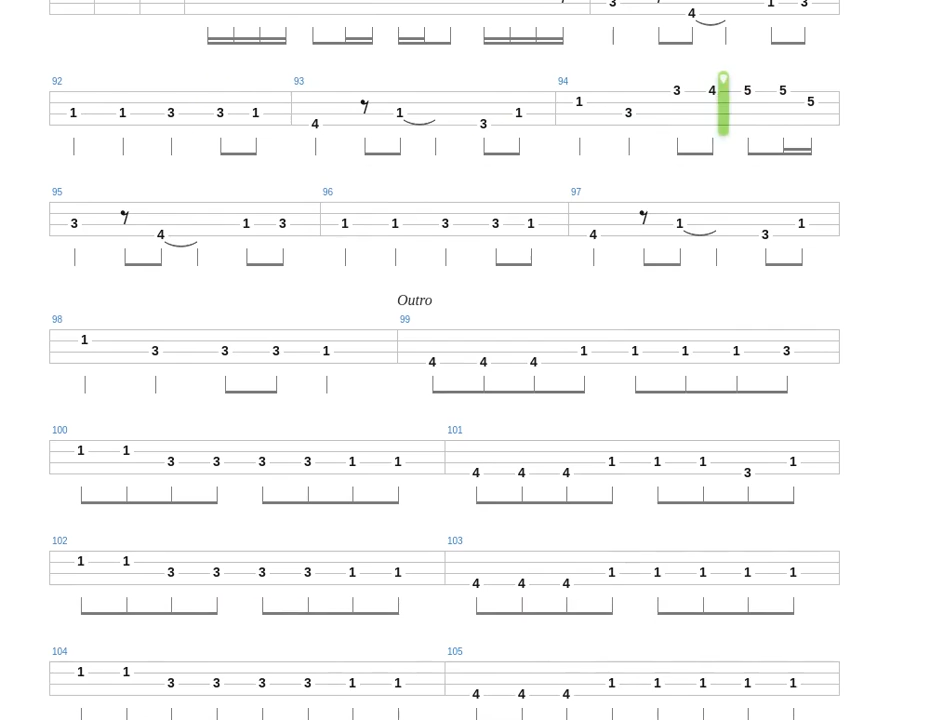 3 1 3
4
92 93 94
3 4 5 5
1 5
1 1 3 3 1 1 1 3
4 3
95 96 97
3 1 3 1 1 3 3 1 1 1
4 4 3
Outro
98 99
1
3 3 3 1 1 1 1 1 3
4 4 4
100 101
1 1
3 3 3 3 1 1 1 1 1 1
4 4 4 3
102 103
1 1
3 3 3 3 1 1 1 1 1 1 1
4 4 4
104 105
1 1
3 3 3 3 1 1 1 1 1 1 1
4 4 4